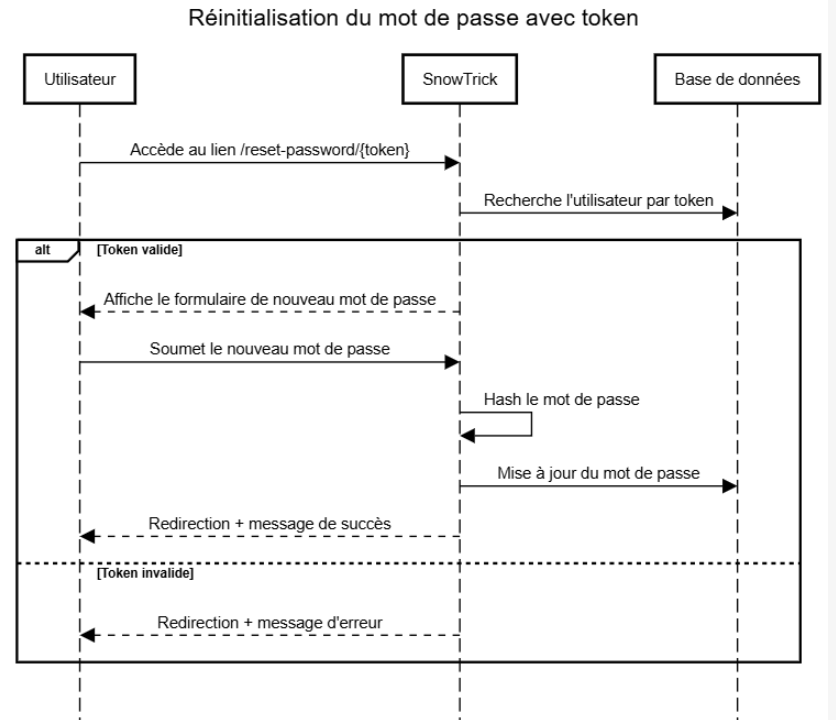 Réinitialisation du mot de passe avec token
Utilisateur
SnowTrick
Base de données
Accède au lien /reset-password/{token}
Recherche l'utilisateur par token
alt
[Token valide]
Affiche le formulaire de nouveau mot de passe
Soumet le nouveau mot de passe
Hash le mot de passe
Mise à jour du mot de passe
Redirection + message de succès
[Token invalide]
Redirection + message d'erreur